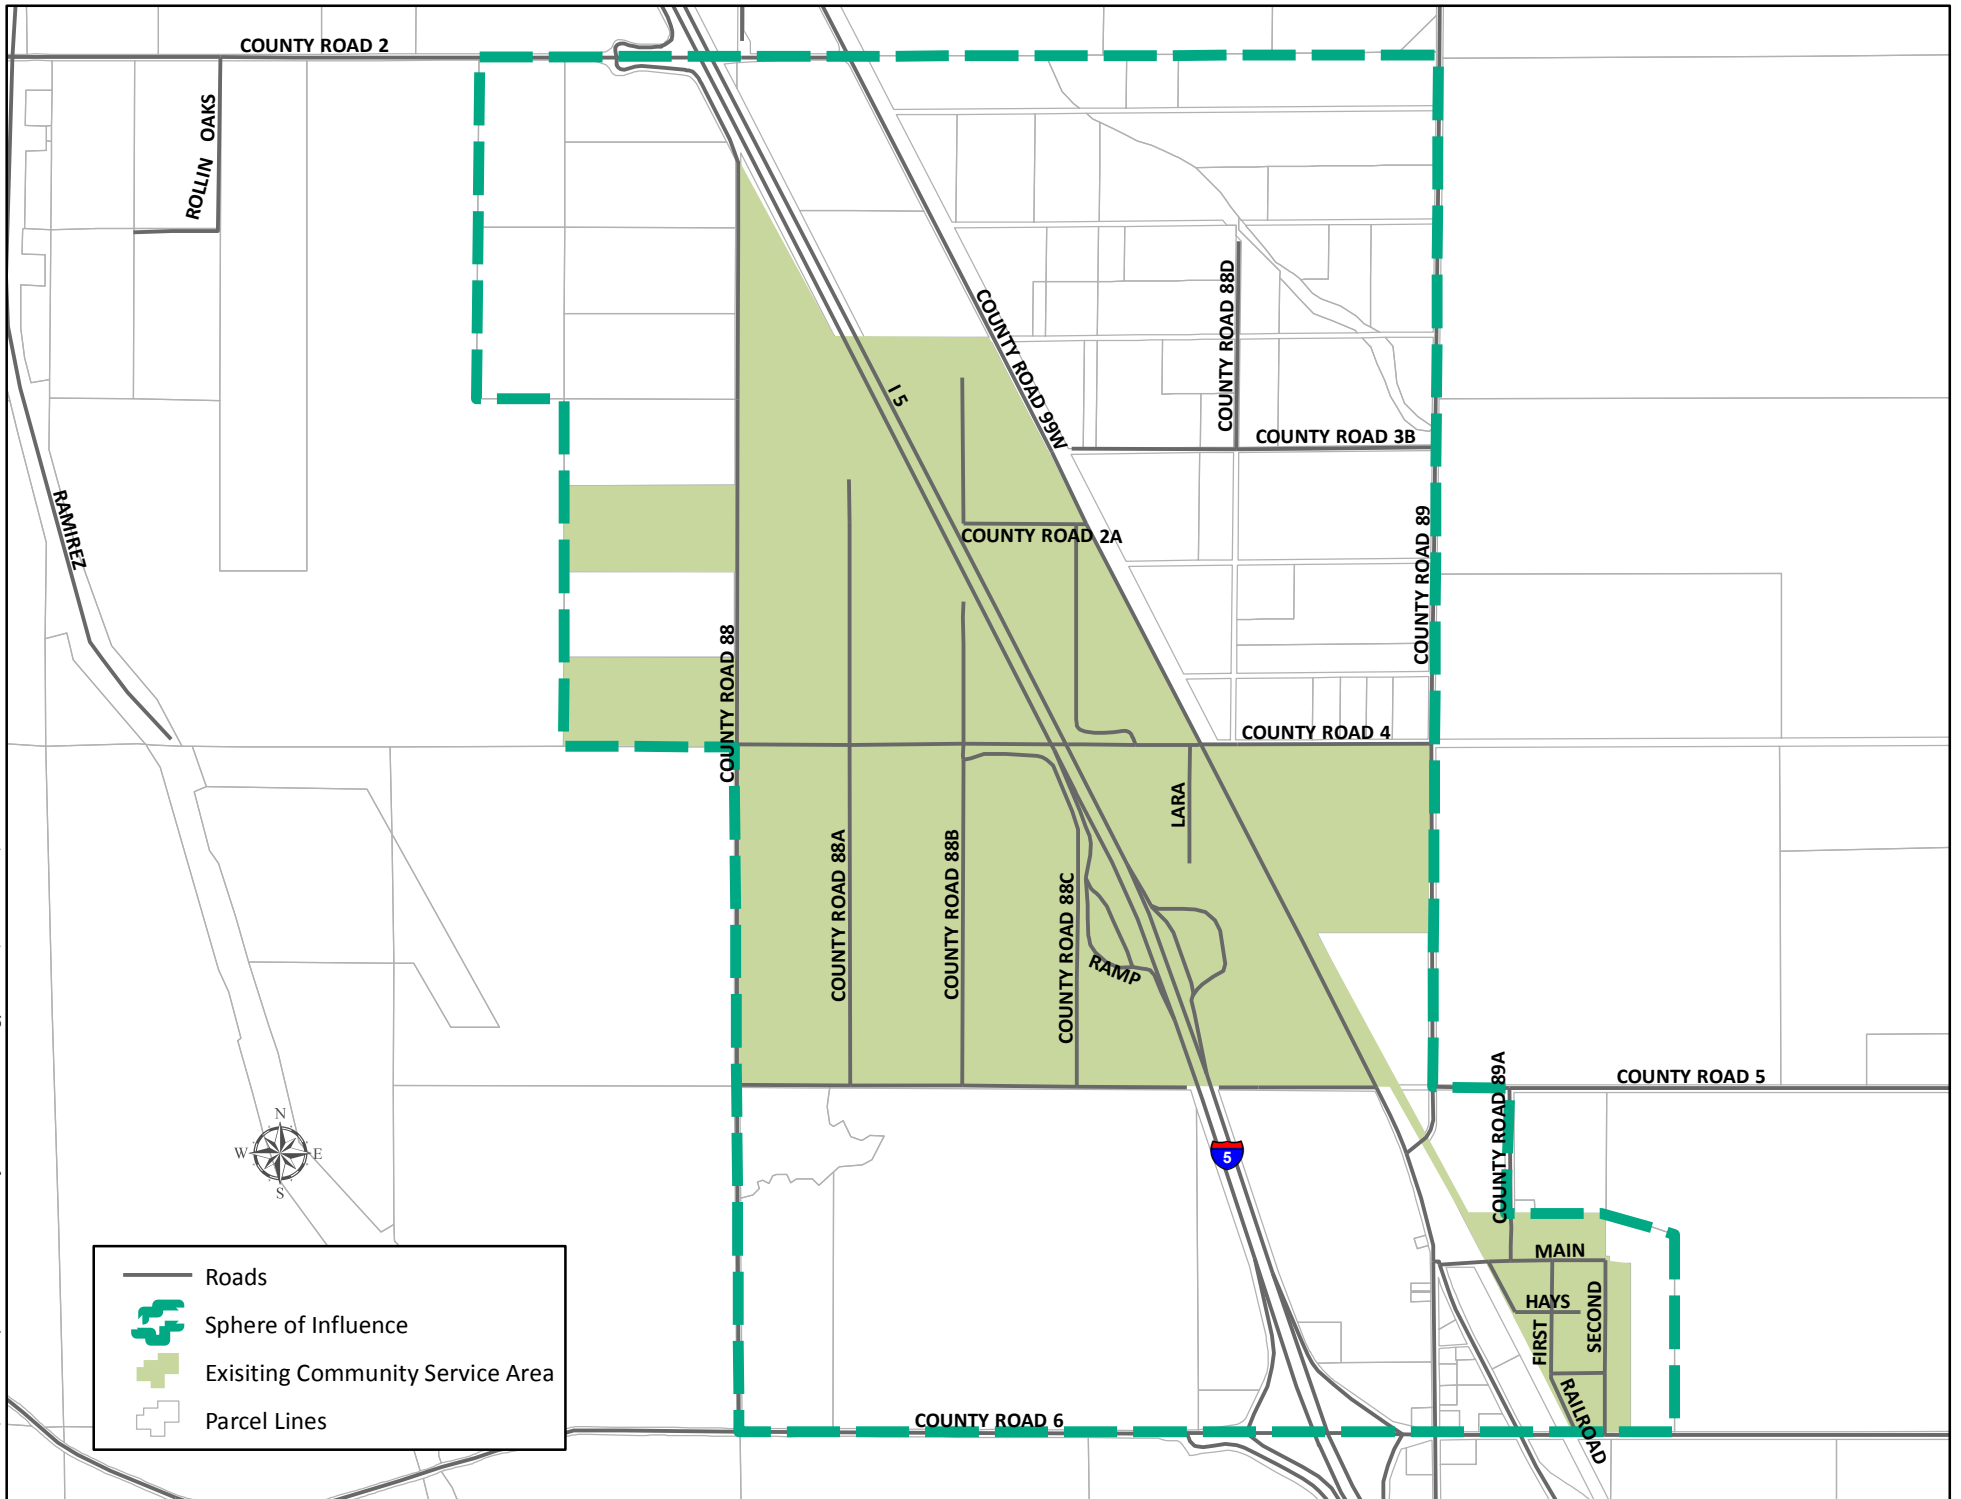 COUNTY ROAD 2
ROLLIN OAKS
COUNTY ROAD 99W
COUNTY ROAD 88D
I 5
COUNTY ROAD 3B
RAMIREZ
COUNTY ROAD 2A
COUNTY ROAD 89
COUNTY ROAD 88
COUNTY ROAD 4
LARA
COUNTY ROAD 88A
COUNTY ROAD 88B
COUNTY ROAD 88C
RAMP
COUNTY ROAD 89A
COUNTY ROAD 5
N
W E
S
5
MAIN
HAYS
FIRST
SECOND
RAILROAD
COUNTY ROAD 6
Roads
Sphere of Influence
Exisiting Community Service Area
Parcel Lines